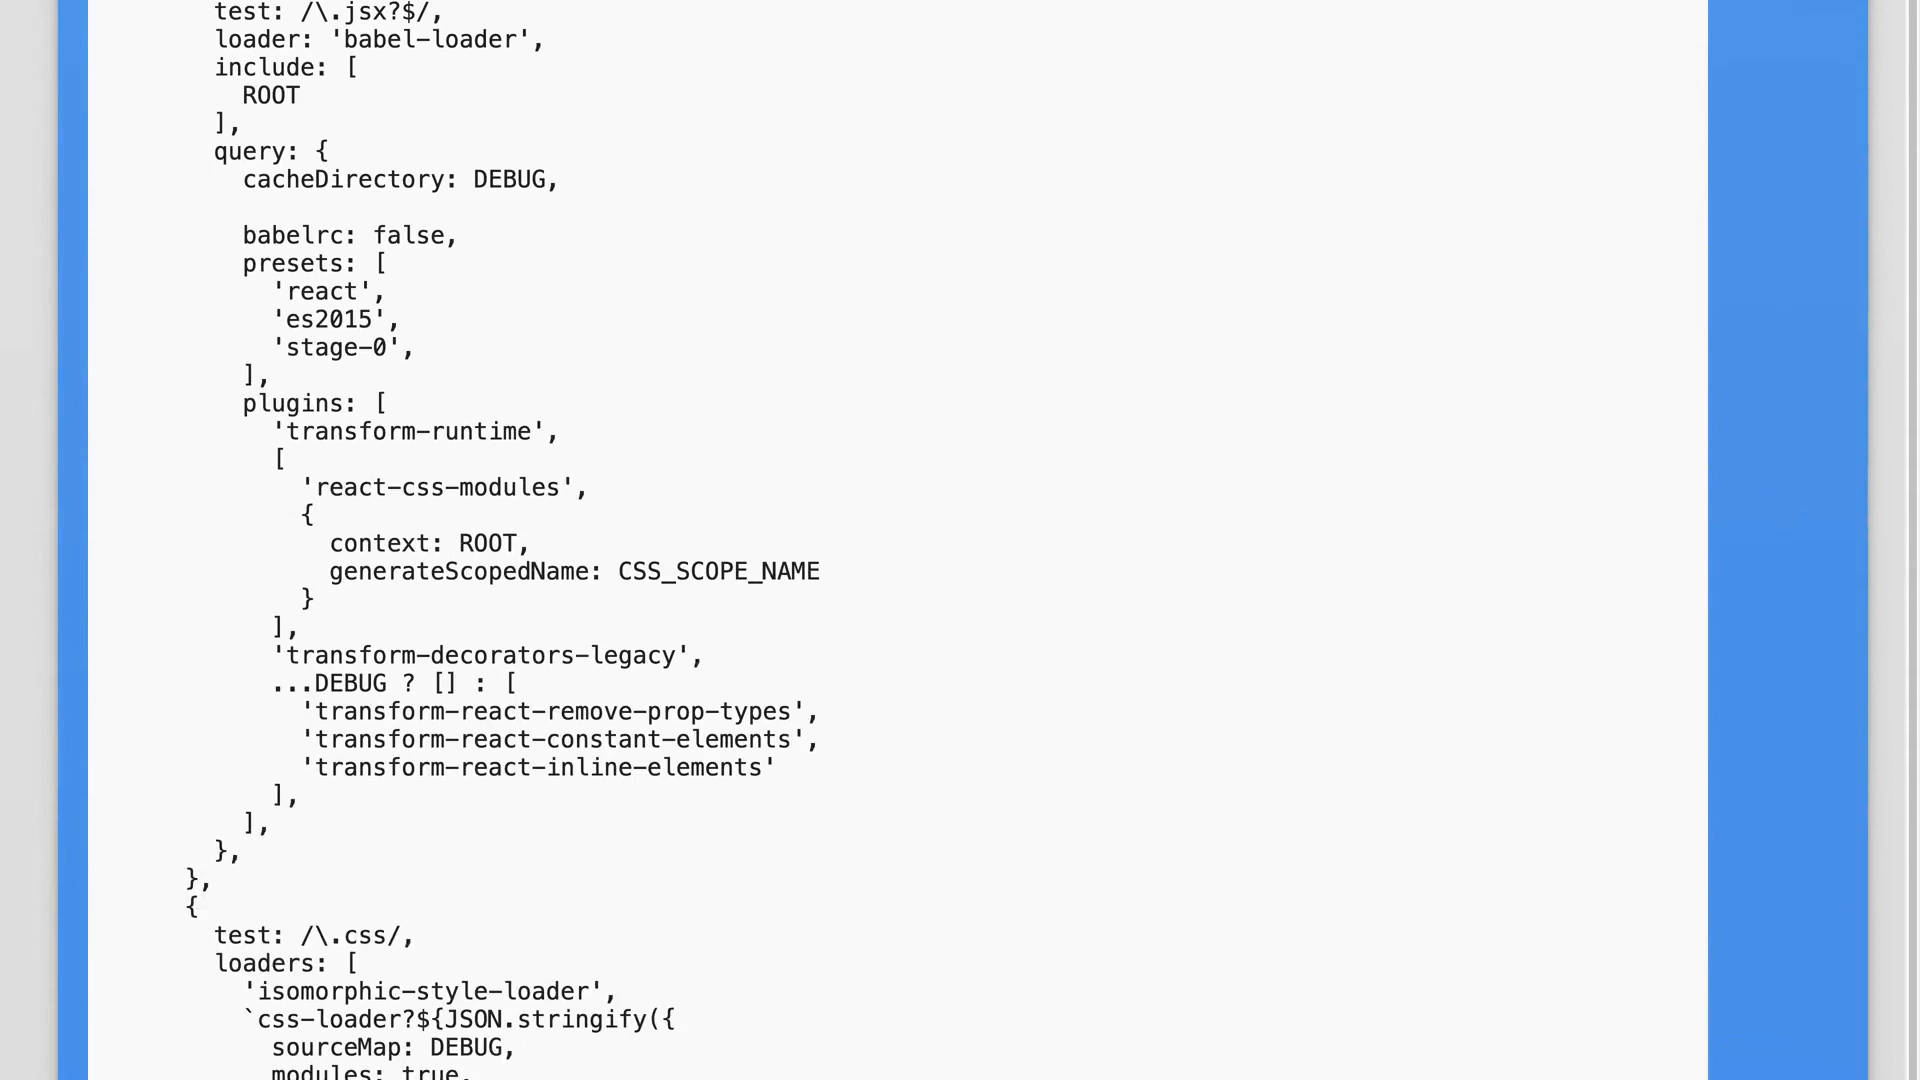 test: /\.jsx?$/,
loader: 'babel-loader',
include: [
ROOT
],
query: {
cacheDirectory: DEBUG,
babelrc: false,
presets: [
'react',
'es2015',
'stage-0',
],
plugins: [
'transform-runtime',
[
'react-css-modules',
{
context: ROOT,
generateScopedName: CSS_SCOPE_NAME
}
],
'transform-decorators-legacy',
...DEBUG ? [] : [
'transform-react-remove-prop-types',
'transform-react-constant-elements',
'transform-react-inline-elements'
],
],
},
},
{
test: /\.css/,
loaders: [
'isomorphic-style-loader',
`css-loader?${JSON.stringify({
sourceMap: DEBUG,
modules: true,